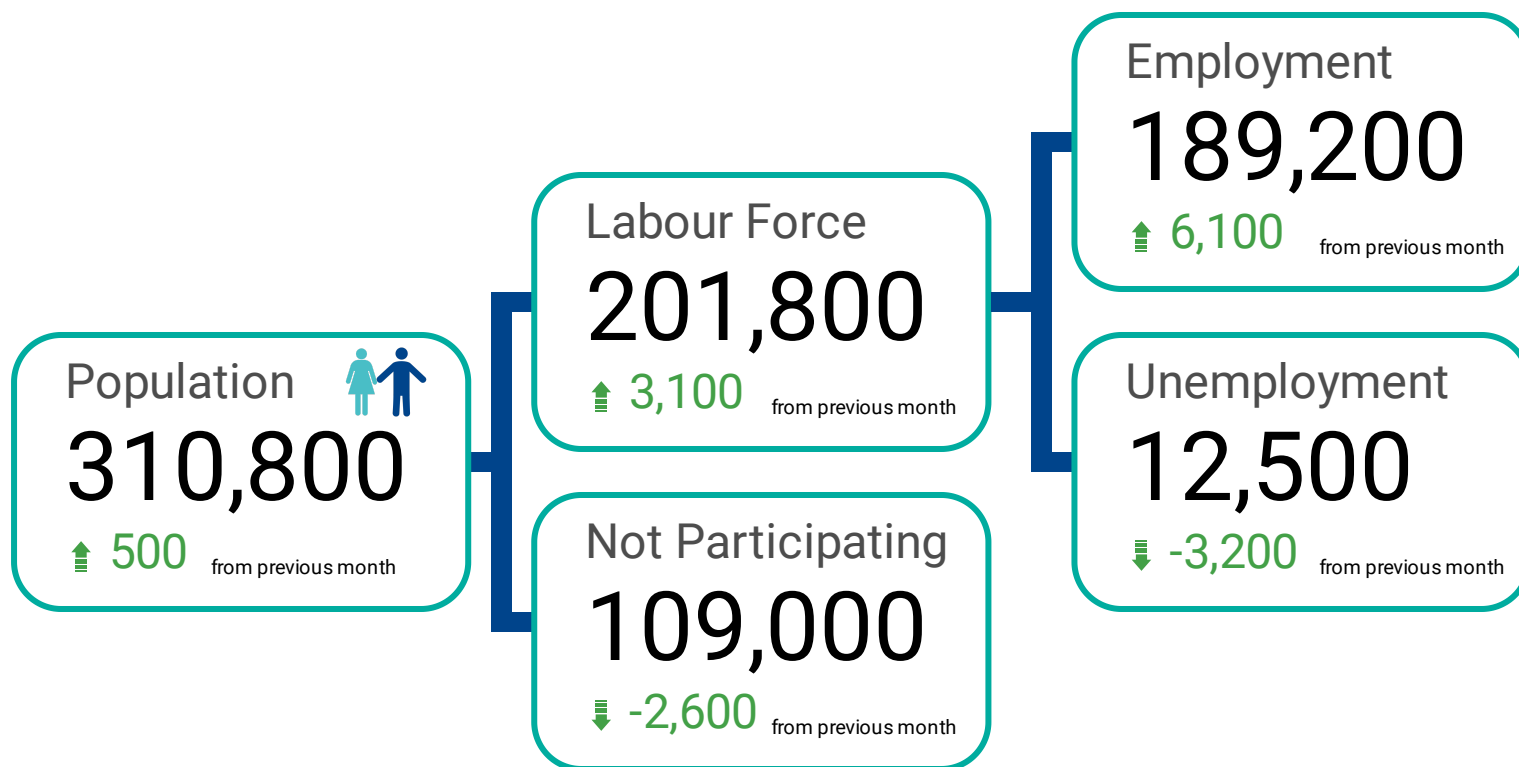 Population
310,800
500 from previous month
Labour Force
201,800
3,100 from previous month
Not Participating
109,000
-2,600 from previous month
Employment
189,200
6,100 from previous month
Unemployment
12,500
-3,200 from previous month